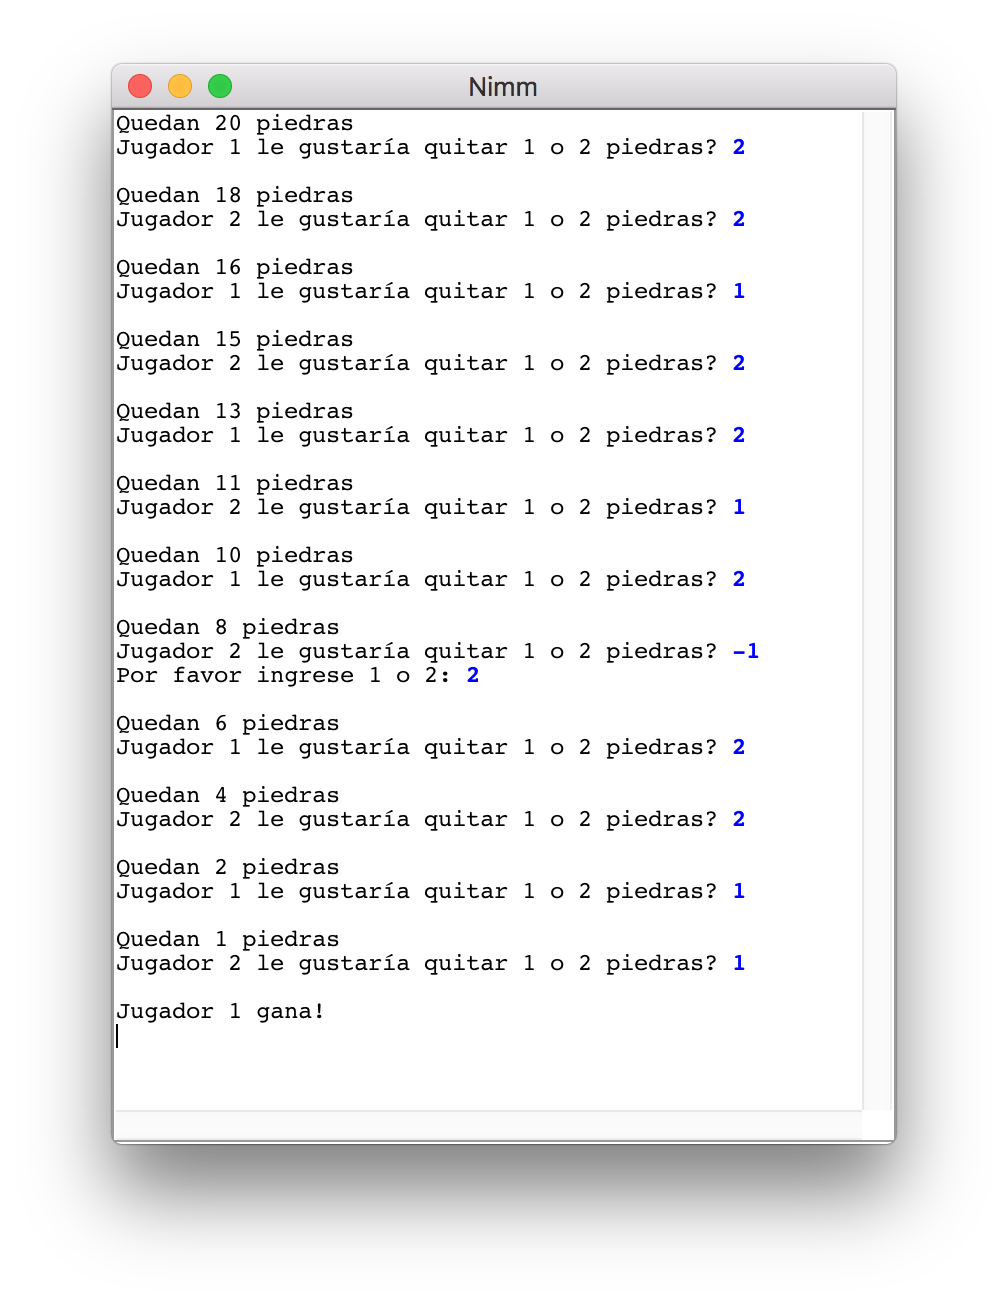 Nimm
Quedan 20 piedras
Jugador 1 le gustaría quitar 1 o 2 piedras? 2
Quedan 18 piedras
Jugador 2 le gustaría quitar 1 o 2 piedras? 2
Quedan 16 piedras
Jugador 1 le gustaría quitar 1 o 2 piedras? 1
Quedan 15 piedras
Jugador 2 le gustaría quitar 1 o 2 piedras? 2
Quedan 13 piedras
Jugador 1 le gustaría quitar 1 o 2 piedras? 2
Quedan 11 piedras
Jugador 2 le gustaría quitar 1 o 2 piedras? 1
Quedan 10 piedras
Jugador 1 le gustaría quitar 1 o 2 piedras? 2
Quedan 8 piedras
Jugador 2 le gustaría quitar 1 o 2 piedras? -1
Por favor ingrese 1 o 2: 2
Quedan 6 piedras
Jugador 1 le gustaría quitar 1 o 2 piedras? 2
Quedan 4 piedras
Jugador 2 le gustaría quitar 1 o 2 piedras? 2
Quedan 2 piedras
Jugador 1 le gustaría quitar 1 o 2 piedras? 1
Quedan 1 piedras
Jugador 2 le gustaría quitar 1 o 2 piedras? 1
Jugador 1 gana!